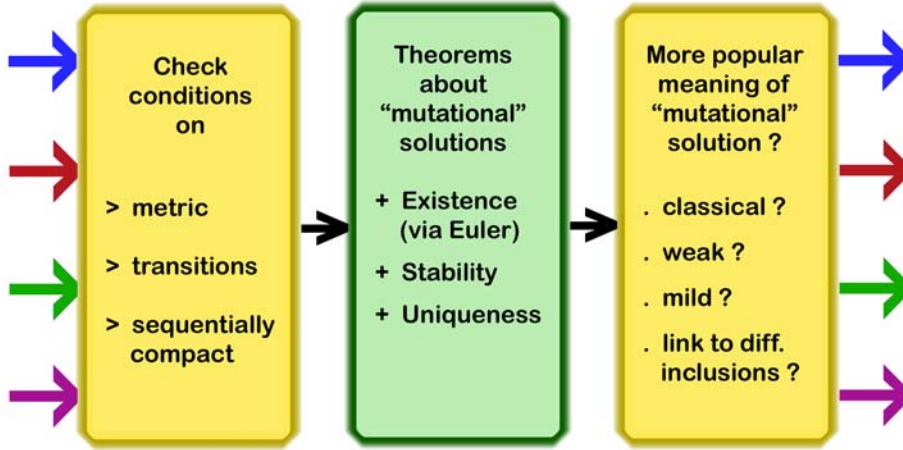 Check
conditions
on
> metric
> transitions
> sequentially
compact
Theorems
about
“mutational”
solutions
+ Existence
(via Euler)
+ Stability
+ Uniqueness
More popular
meaning of
“mutational”
solution ?
. classical ?
. weak ?
. mild ?
. link to diff.
inclusions ?